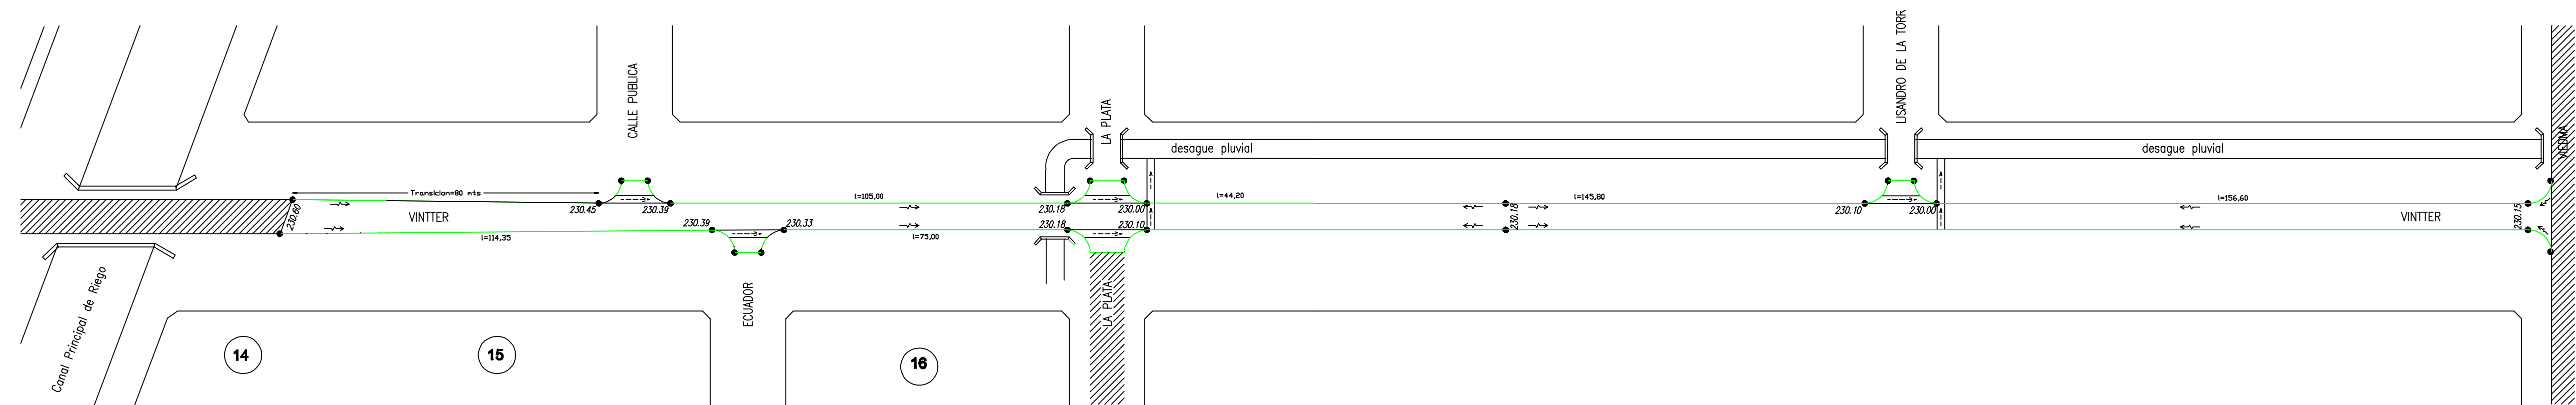 LISANDRO DE LA TORR
CALLE PUBLICA
LA PLATA
VIEDMA
desague pluvial
desague pluvial
Transicion=80 mts
l=105,00
l=44,20
l=145,80
l=156,60
230.60
230.45
230.39
230.18
230.00
230.18
230.10
230.00
230.15
VINTTER
VINTTER
230.39
230.33
230.18
230.10
l=114,35
l=75,00
Canal Principal de Riego
ECUADOR
LA PLATA
14
15
16